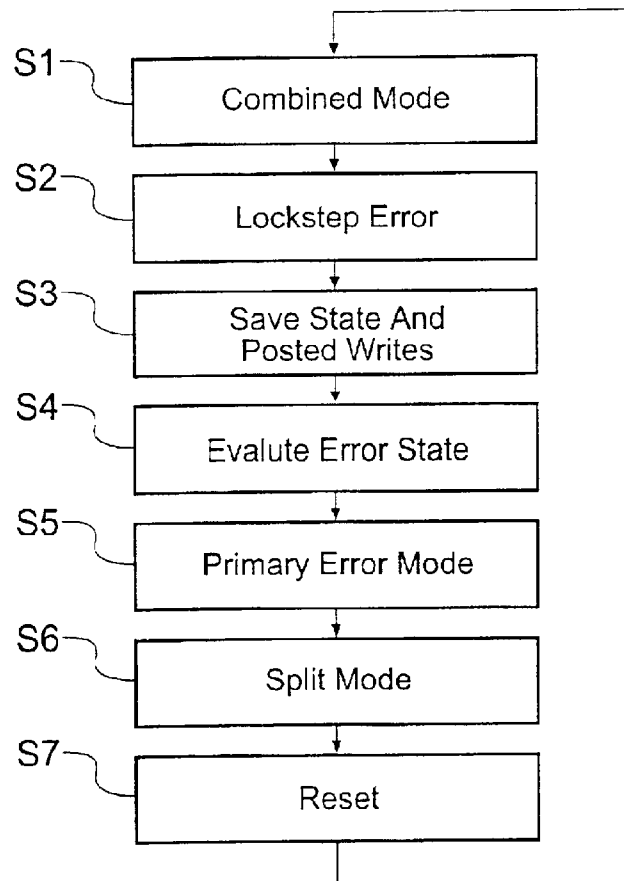 S1
Combined Mode
S2
Lockstep Error
S3
Save State And
Posted Writes
S4
Evalute Error State
S5
Primary Error Mode
S6
Split Mode
S7
Reset